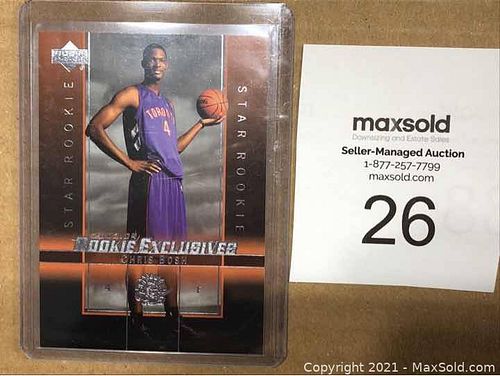 STAR ROOKIE
TORONTO
4
STAR ROOKIE
ROOKIE EXCLUSIVES
CHRIS BOSH
4 F
maxsold
Downsizing and Estate Sales
Seller-Managed Auction
1-877-257-7799
maxsold.com
26
Copyright 2021 - MaxSold.com